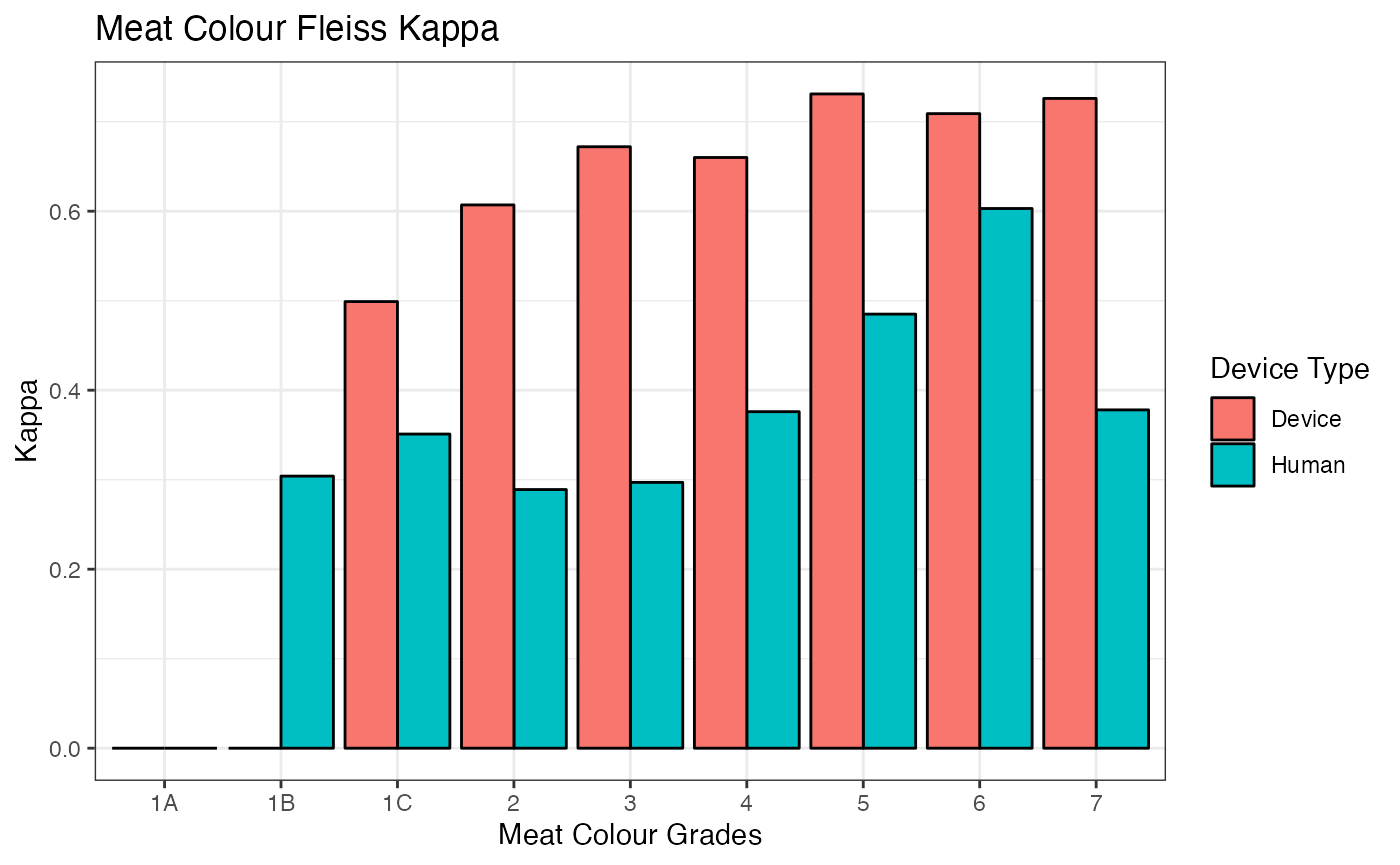 Meat Colour Fleiss Kappa
Kappa
0.6
0.4
0.2
0.0
1A 1B 1C 2 3 4 5 6 7
Meat Colour Grades
Device Type
Device
Human